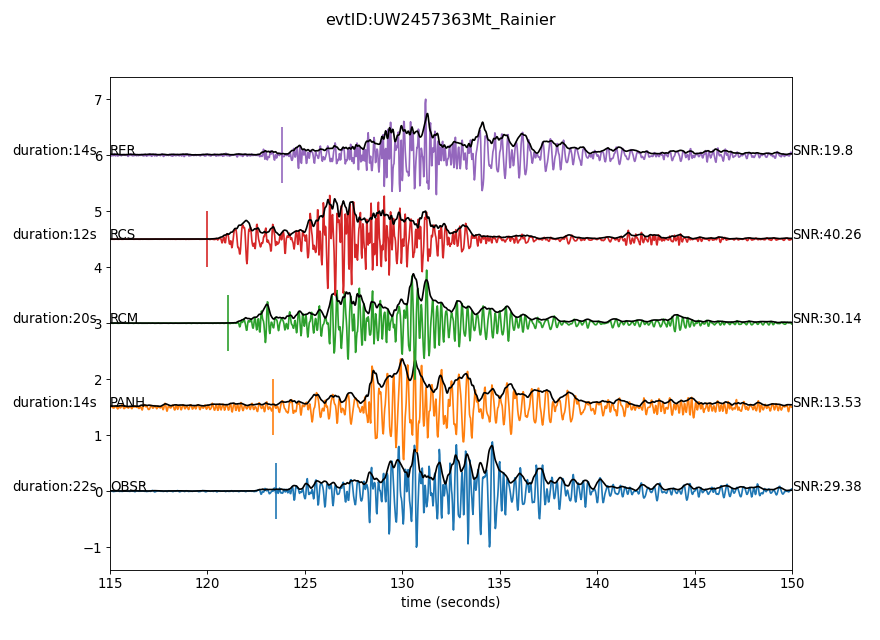 evtID:UW2457363Mt_Rainier
7
duration:14s RER SNR:19.8
6
5
duration:12s RCS SNR:40.26
4
duration:20s RCM SNR:30.14
3
2
duration:14s PANH SNR:13.53
1
duration:22s OBSR SNR:29.38
0
−1
115 120 125 130 135 140 145 150
time (seconds)